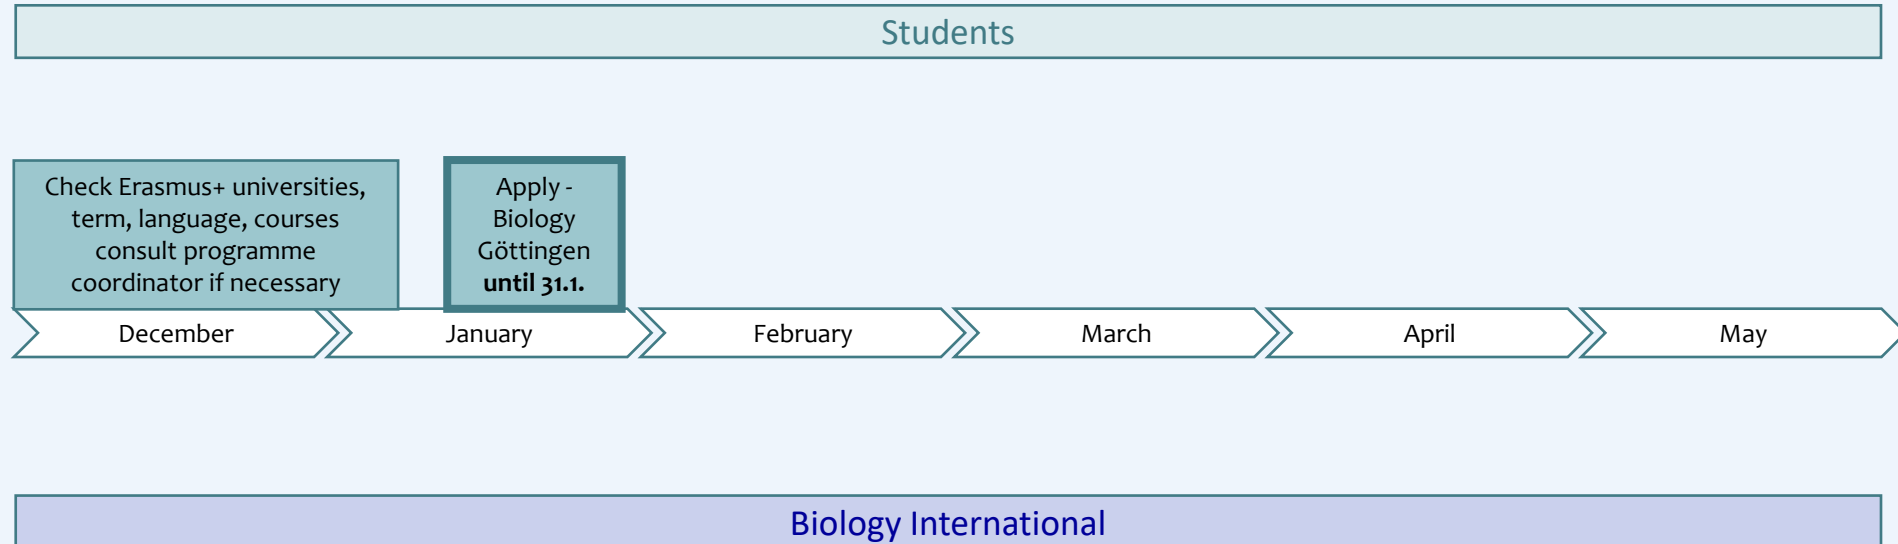 Students
Check Erasmus+ universities,
term, language, courses
consult programme
coordinator if necessary
Apply -
Biology
Göttingen
until 31.1.
December
January
February
March
April
May
Biology International